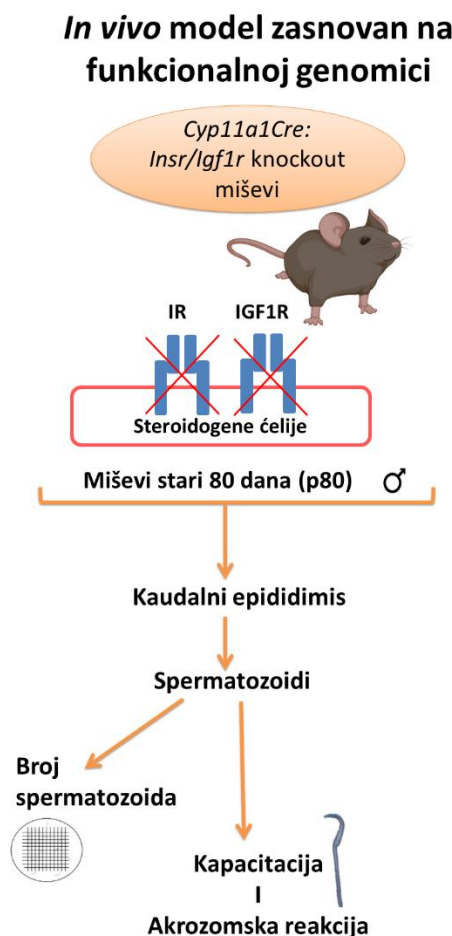 In vivo model zasnovan na
funkcionalnoj genomici
Cyp11a1Cre:
Insr/Igf1r knockout
miševi
IR IGF1R
Steroidogene ćelije
Miševi stari 80 dana (p80) ♂
Kaudalni epididimis
Spermatozoidi
Broj
spermatozoida
Kapacitacija
I
Akrozomska reakcija